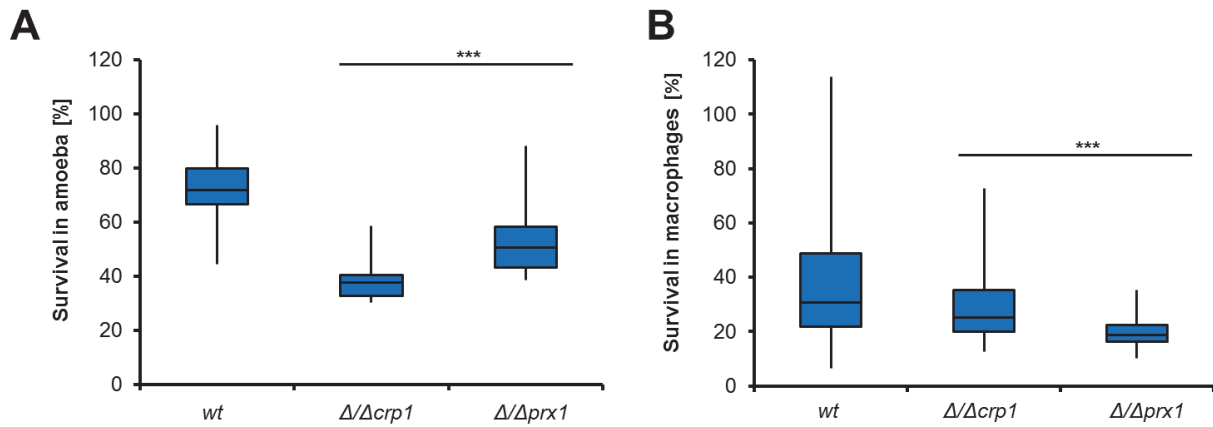 A
Survival in amoeba [%]
120
100
80
60
40
20
0
***
wt
Δ/Δcrp1
Δ/Δprx1
B
Survival in macrophages [%]
120
100
80
60
40
20
0
***
wt
Δ/Δcrp1
Δ/Δprx1